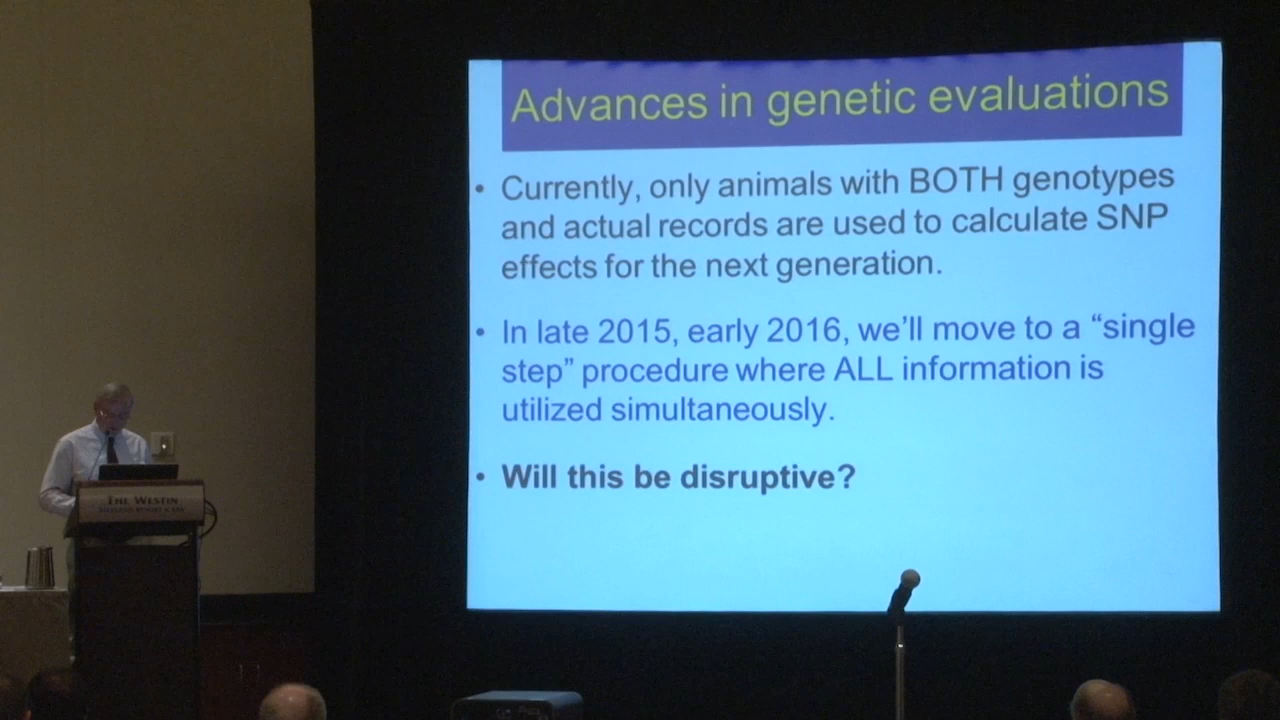 Advances in genetic evaluations
• Currently, only animals with BOTH genotypes
and actual records are used to calculate SNP
effects for the next generation.
• In late 2015, early 2016, we’ll move to a “single
step” procedure where ALL information is
utilized simultaneously.
• Will this be disruptive?
THE WESTIN